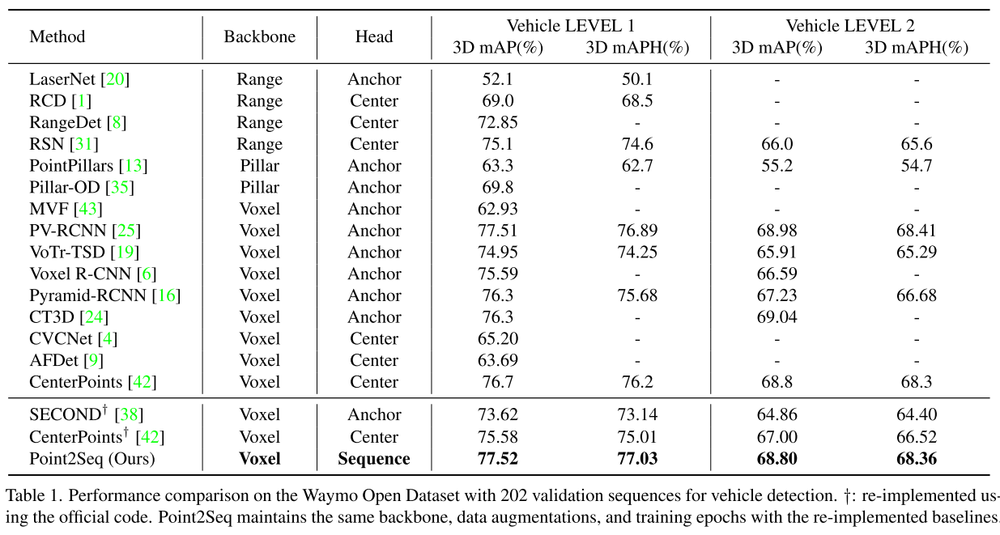 Method Backbone Head Vehicle LEVEL 1 Vehicle LEVEL 2
3D mAP(%) 3D mAPH(%) 3D mAP(%) 3D mAPH(%)
LaserNet [20] Range Anchor 52.1 50.1 - -
RCD [1] Range Center 69.0 68.5 - -
RangeDet [8] Range Center 72.85 - - -
RSN [31] Range Center 75.1 74.6 66.0 65.6
PointPillars [13] Pillar Anchor 63.3 62.7 55.2 54.7
Pillar-OD [35] Pillar Anchor 69.8 - - -
MVF [43] Voxel Anchor 62.93 - - -
PV-RCNN [25] Voxel Anchor 77.51 76.89 68.98 68.41
VoTr-TSD [19] Voxel Anchor 74.95 74.25 65.91 65.29
Voxel R-CNN [6] Voxel Anchor 75.59 - 66.59 -
Pyramid-RCNN [16] Voxel Anchor 76.3 75.68 67.23 66.68
CT3D [24] Voxel Anchor 76.3 - 69.04 -
CVCNet [4] Voxel Center 65.20 - - -
AFDet [9] Voxel Center 63.69 - - -
CenterPoints [42] Voxel Center 76.7 76.2 68.8 68.3
SECOND† [38] Voxel Anchor 73.62 73.14 64.86 64.40
CenterPoints† [42] Voxel Center 75.58 75.01 67.00 66.52
Point2Seq (Ours) Voxel Sequence 77.52 77.03 68.80 68.36
Table 1. Performance comparison on the Waymo Open Dataset with 202 validation sequences for vehicle detection. †: re-implemented us-
ing the official code. Point2Seq maintains the same backbone, data augmentations, and training epochs with the re-implemented baselines.